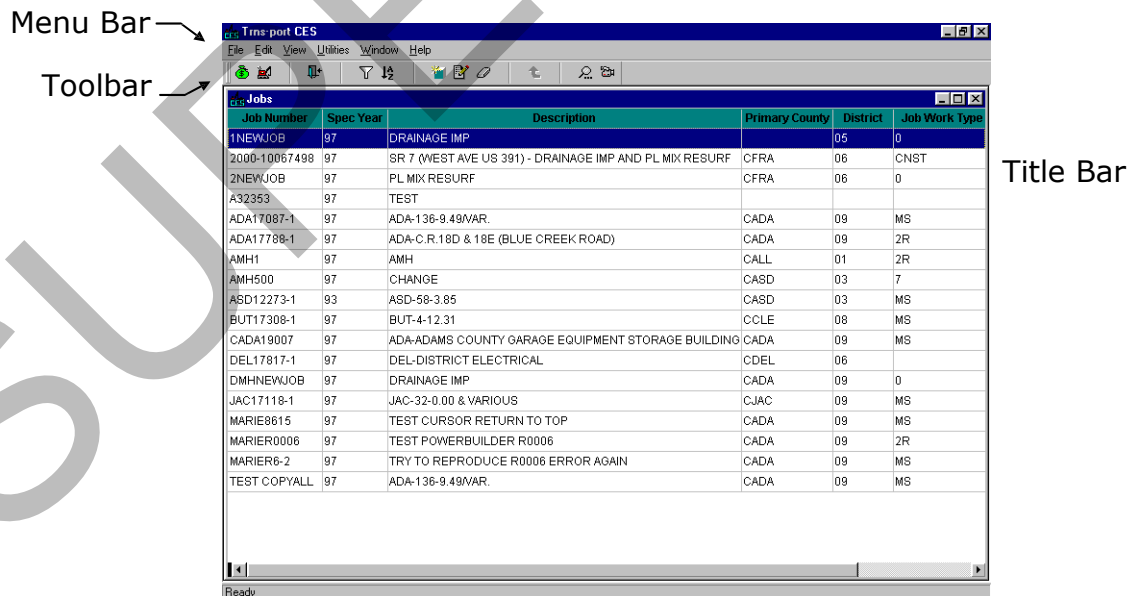 Menu Bar
Toolbar
Title Bar
CES Trns·port CES
File Edit View Utilities Window Help
CES Jobs
Job Number Spec Year Description Primary County District Job Work Type
1NEWJOB 97 DRAINAGE IMP 05 0
2000-10067498 97 SR 7 (WEST AVE US 391) - DRAINAGE IMP AND PL MIX RESURF CFRA 06 CNST
2NEWJOB 97 PL MIX RESURF CFRA 06 0
A32353 97 TEST
ADA17087-1 97 ADA-136-9.49/VAR. CADA 09 MS
ADA17788-1 97 ADA-C.R.18D & 18E (BLUE CREEK ROAD) CADA 09 2R
AMH1 97 AMH CALL 01 2R
AMH500 97 CHANGE CASD 03 7
ASD12273-1 93 ASD-58-3.85 CASD 03 MS
BUT17308-1 97 BUT-4-12.31 CCLE 08 MS
CADA19007 97 ADA-ADAMS COUNTY GARAGE EQUIPMENT STORAGE BUILDING CADA 09 MS
DEL17817-1 97 DEL-DISTRICT ELECTRICAL CDEL 06
DMHNEWJOB 97 DRAINAGE IMP CADA 09 0
JAC17118-1 97 JAC-32-0.00 & VARIOUS CJAC 09 MS
MARIE8615 97 TEST CURSOR RETURN TO TOP CADA 09 MS
MARIER0006 97 TEST POWERBUILDER R0006 CADA 09 2R
MARIER6-2 97 TRY TO REPRODUCE R0006 ERROR AGAIN CADA 09 MS
TEST COPYALL 97 ADA-136-9.49/VAR. CADA 09 MS
Ready
SUPE